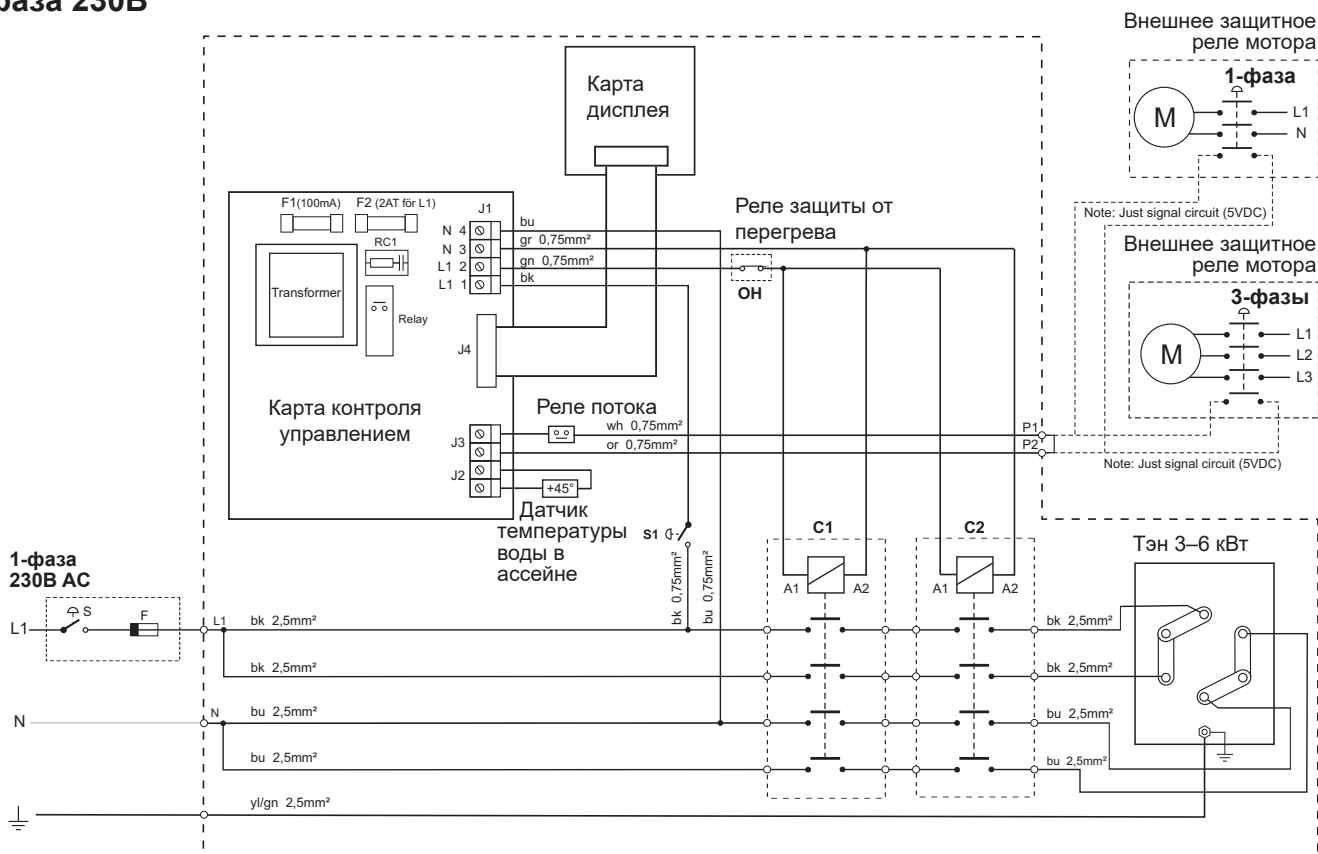 фаза 230В
Внешнее защитное
реле мотора
1-фаза
M
L1
N
Note: Just signal circuit (5VDC)
Карта
дисплея
F1(100mA)
F2 (2AT för L1)
J1
RC1
N 4
N 3
L1 2
L1 1
bu
gr 0,75mm²
gn 0,75mm²
bk
Transformer
Relay
J4
Реле защиты от
перегрева
OH
Внешнее защитное
реле мотора
3-фазы
M
L1
L2
L3
Note: Just signal circuit (5VDC)
Карта контроля
управлением
Реле потока
wh 0,75mm²
or 0,75mm²
P1
P2
J3
J2
+45°
Датчик
температуры
воды в
ассейне
S1
bk 0,75mm²
bu 0,75mm²
C1
C2
A1
A2
A1
A2
Тэн 3–6 кВт
1-фаза
230В AC
S
F
L1
L1
bk 2,5mm²
bk 2,5mm²
bk 2,5mm²
bk 2,5mm²
N
N
bu 2,5mm²
bu 2,5mm²
bu 2,5mm²
bu 2,5mm²
yl/gn 2,5mm²